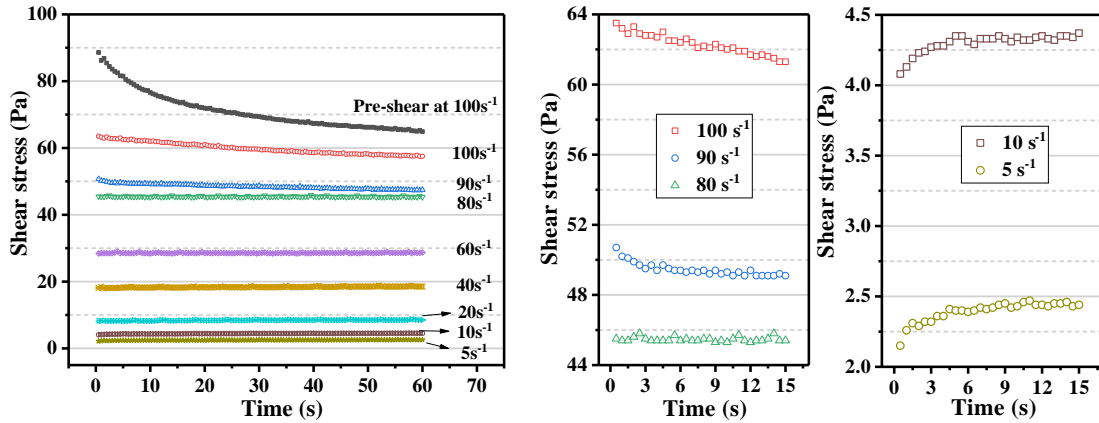 Shear stress (Pa)
100
80
60
40
20
0
Pre-shear at 100s⁻¹
100s⁻¹
90s⁻¹
80s⁻¹
60s⁻¹
40s⁻¹
20s⁻¹
10s⁻¹
5s⁻¹
0 10 20 30 40 50 60 70
Time (s)
Shear stress (Pa)
64
60
56
52
48
44
100 s⁻¹
90 s⁻¹
80 s⁻¹
0 3 6 9 12 15
Time (s)
Shear stress (Pa)
4.5
4.0
3.5
3.0
2.5
2.0
10 s⁻¹
5 s⁻¹
0 3 6 9 12 15
Time (s)